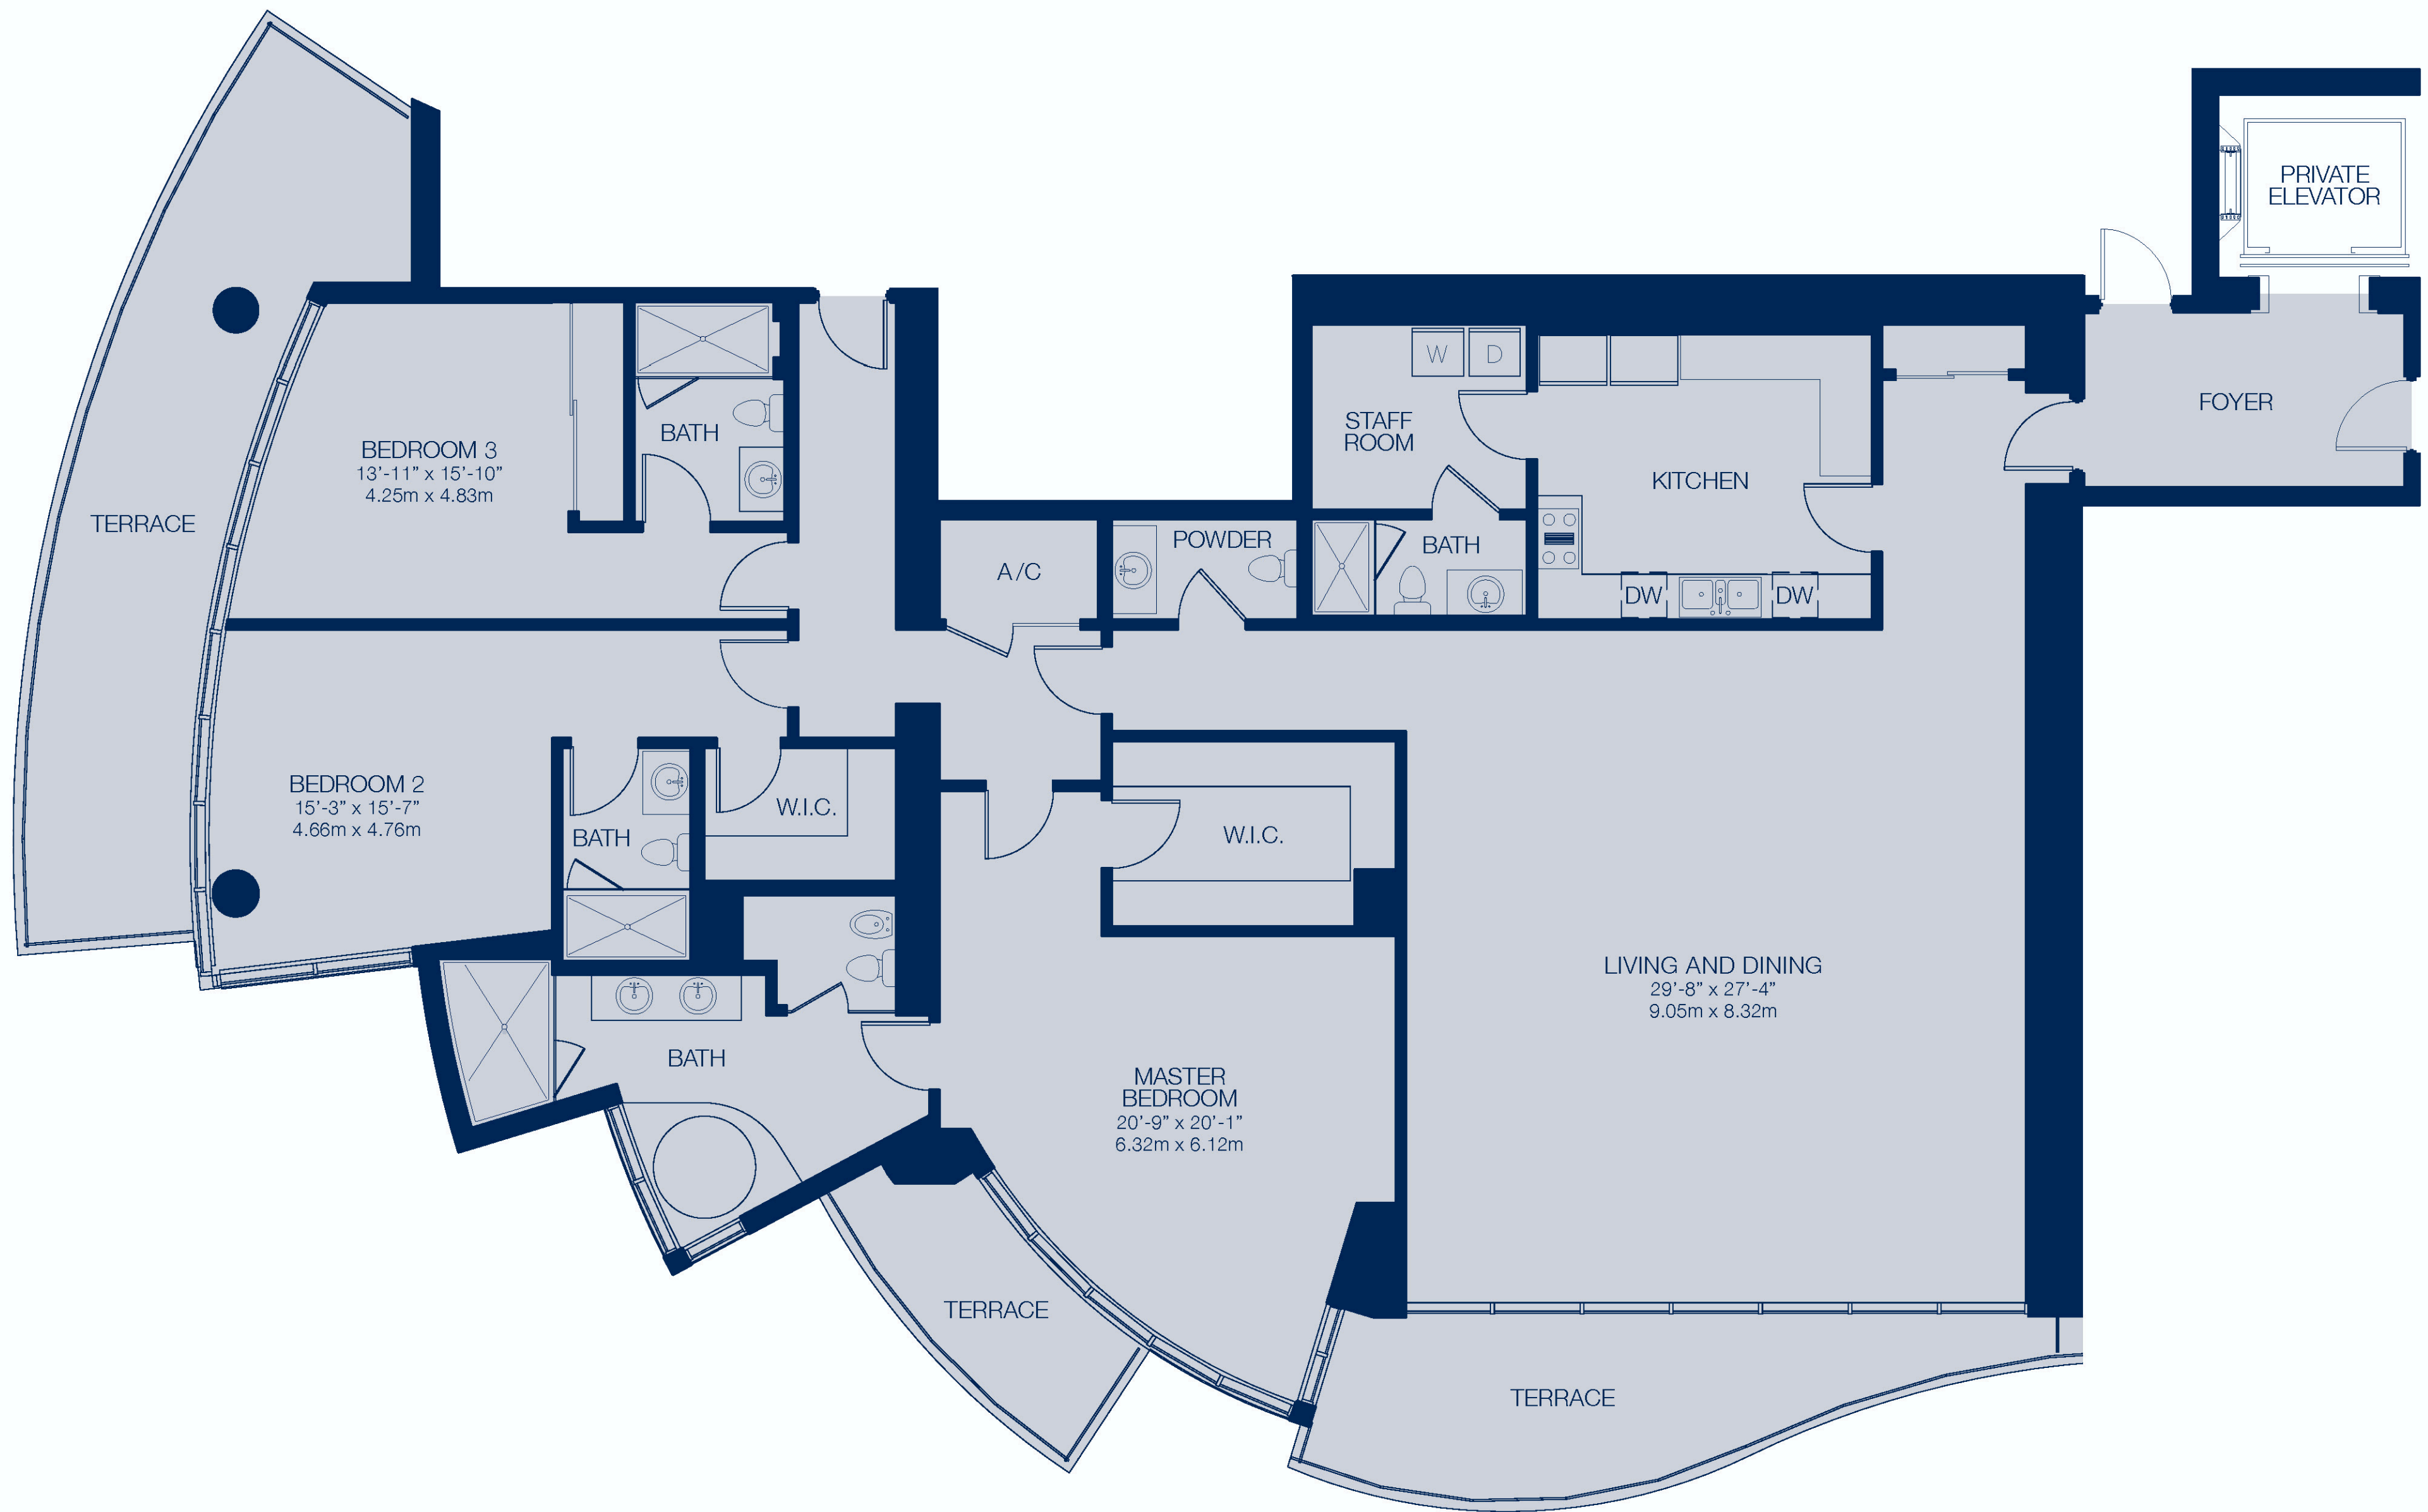 PRIVATE
ELEVATOR
FOYER
W
D
STAFF
ROOM
KITCHEN
BATH
BEDROOM 3
13'-11” x 15'-10”
4.25m x 4.83m
TERRACE
POWDER
BATH
A/C
DW
DW
BEDROOM 2
15'-3” x 15'-7”
4.66m x 4.76m
W.I.C.
BATH
W.I.C.
LIVING AND DINING
29'-8” x 27'-4”
9.05m x 8.32m
BATH
MASTER
BEDROOM
20'-9” x 20'-1”
6.32m x 6.12m
TERRACE
TERRACE